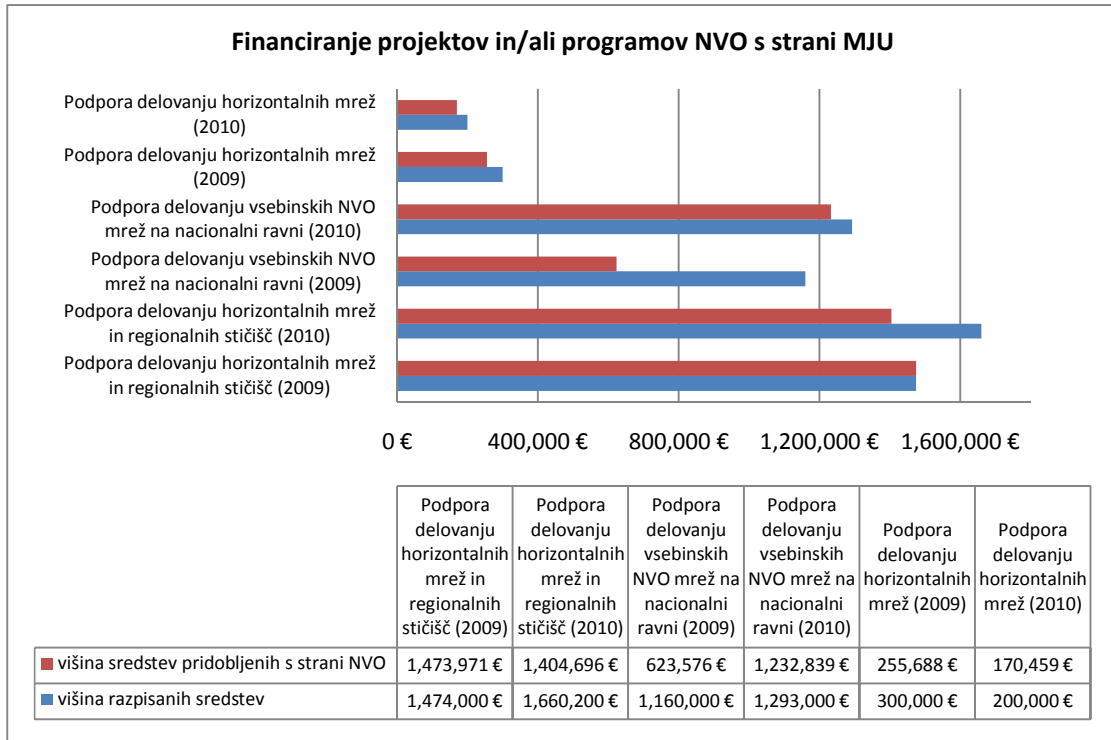 Financiranje projektov in/ali programov NVO s strani MJU
Podpora delovanju horizontalnih mrež
(2010)
Podpora delovanju horizontalnih mrež
(2009)
Podpora delovanju vsebinskih NVO
mrež na nacionalni ravni (2010)
Podpora delovanju vsebinskih NVO
mrež na nacionalni ravni (2009)
Podpora delovanju horizontalnih mrež
in regionalnih stičišč (2010)
Podpora delovanju horizontalnih mrež
in regionalnih stičišč (2009)
0 € 400,000 € 800,000 € 1,200,000 € 1,600,000 €
Podpora
delovanju
horizontalnih
mrež in
regionalnih
stičišč (2009)
Podpora
delovanju
horizontalnih
mrež in
regionalnih
stičišč (2010)
Podpora
delovanju
vsebinskih
NVO mrež na
nacionalni
ravni (2009)
Podpora
delovanju
vsebinskih
NVO mrež na
nacionalni
ravni (2010)
Podpora
delovanju
horizontalnih
mrež (2009)
Podpora
delovanju
horizontalnih
mrež (2010)
višina sredstev pridobljenih s strani NVO 1,473,971 € 1,404,696 € 623,576 € 1,232,839 € 255,688 € 170,459 €
višina razpisanih sredstev 1,474,000 € 1,660,200 € 1,160,000 € 1,293,000 € 300,000 € 200,000 €